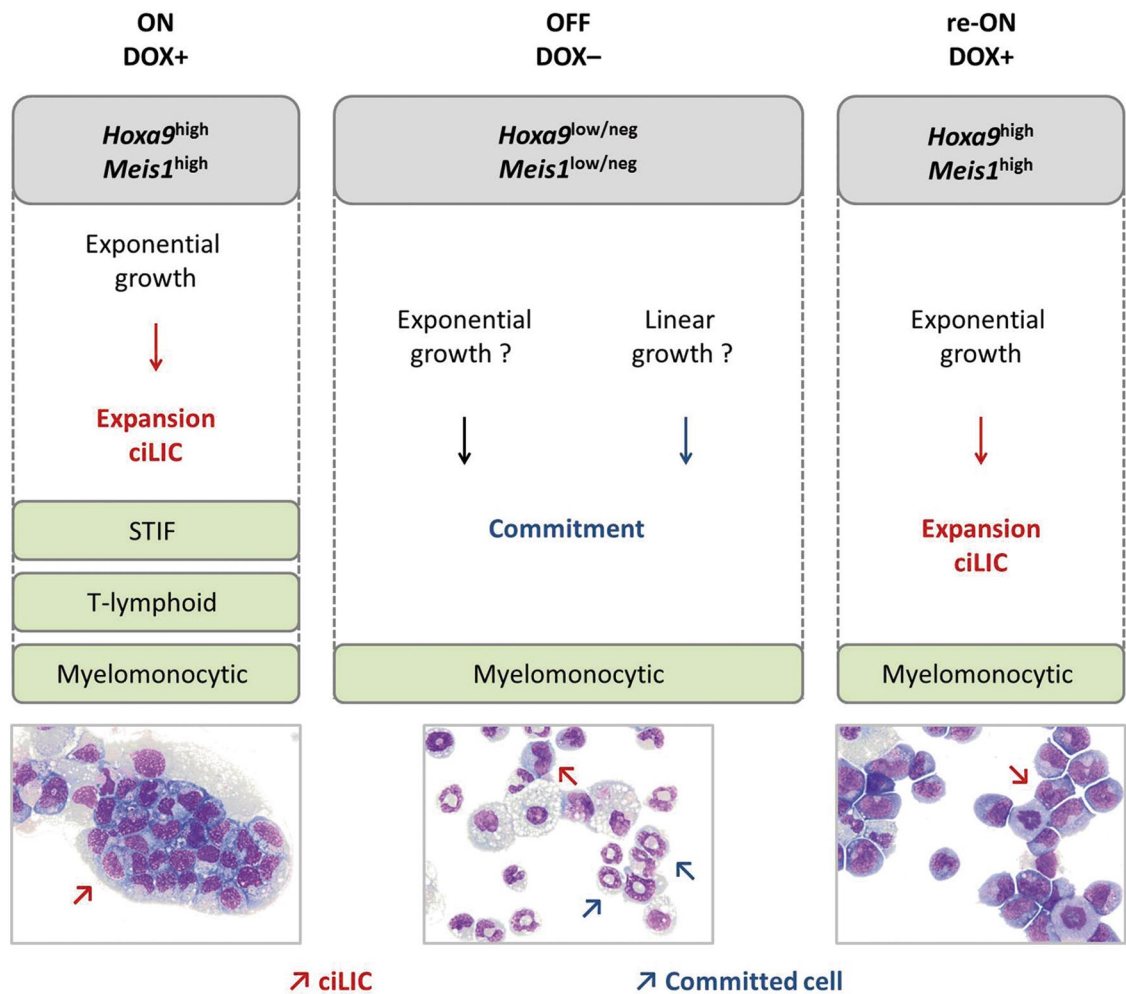 ON
DOX+
OFF
DOX–
re-ON
DOX+
Hoxa9high
Meis1high
Hoxa9low/neg
Meis1low/neg
Hoxa9high
Meis1high
Exponential
growth
Expansion
ciLIC
STIF
T-lymphoid
Myelomonocytic
Exponential
growth ?
Linear
growth ?
Commitment
Myelomonocytic
Exponential
growth
Expansion
ciLIC
Myelomonocytic
ciLIC
Committed cell